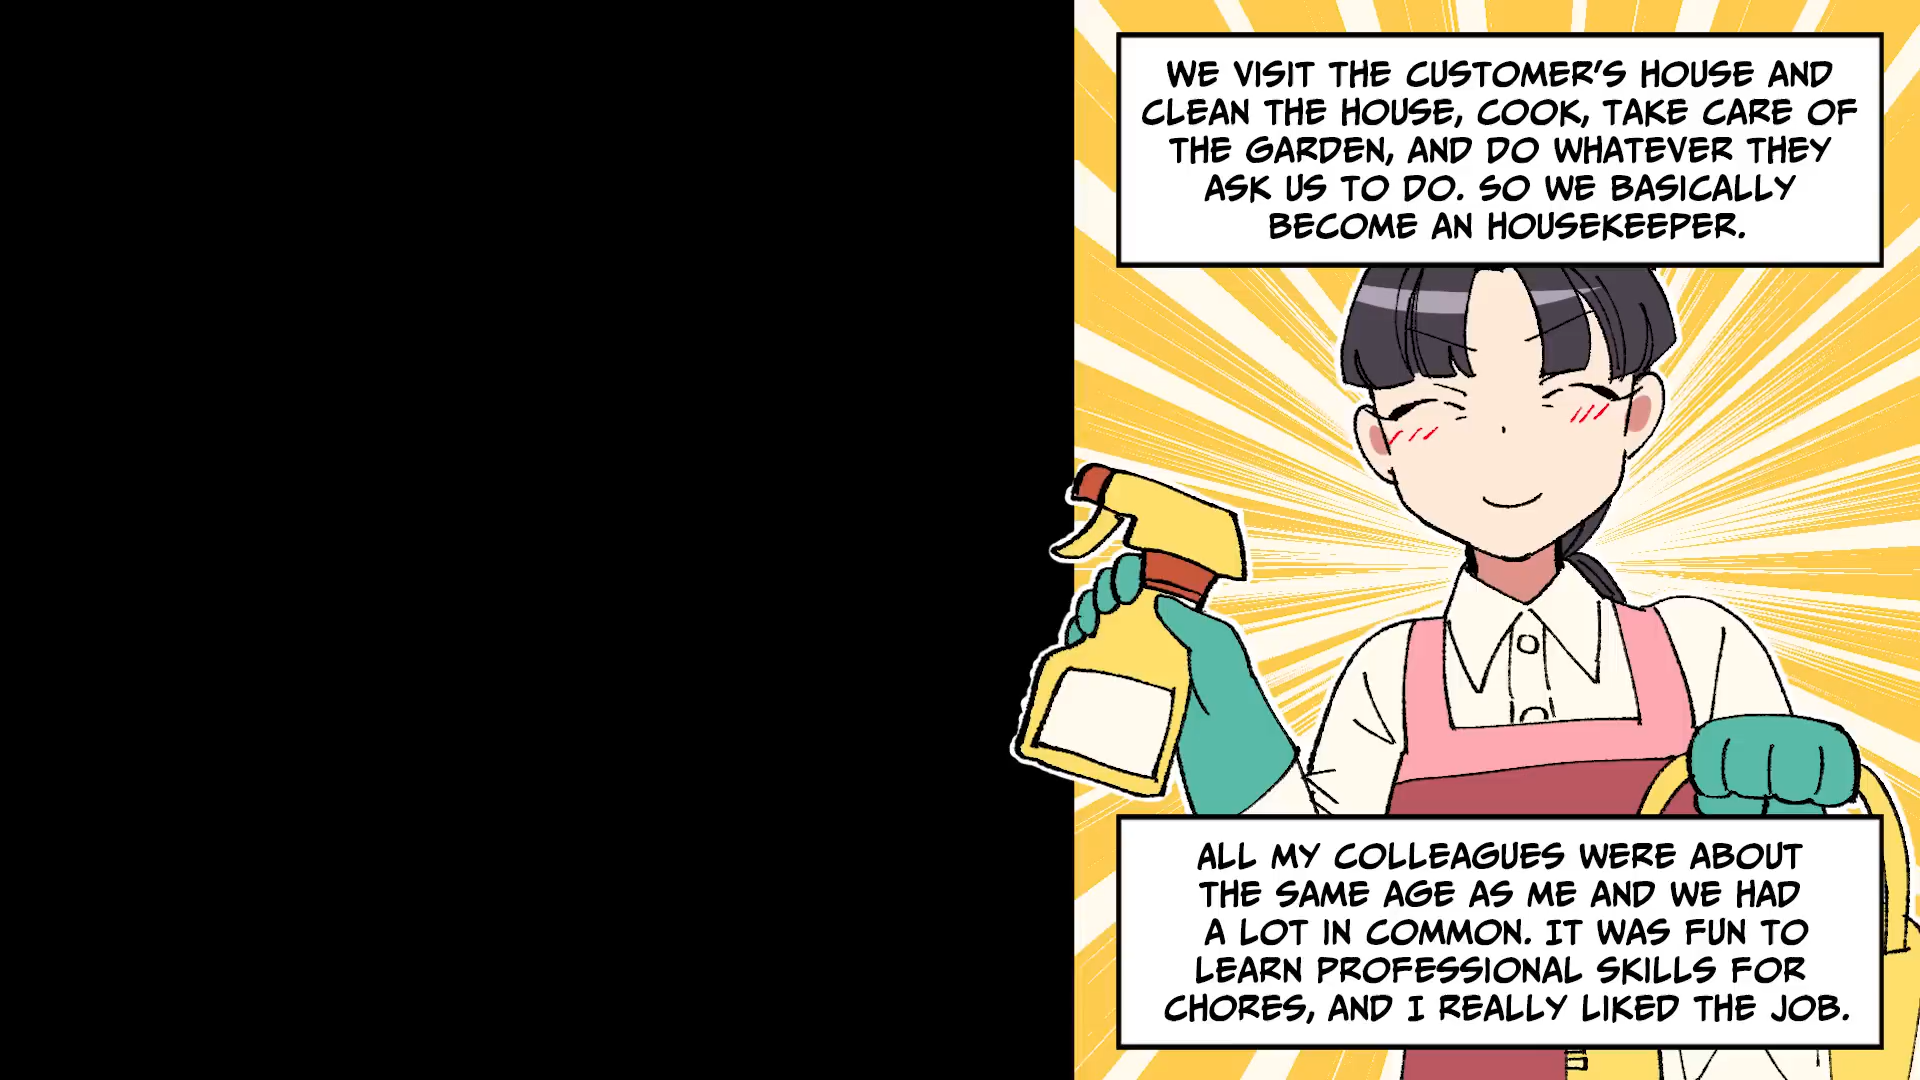 WE VISIT THE CUSTOMER'S HOUSE AND
CLEAN THE HOUSE, COOK, TAKE CARE OF
THE GARDEN, AND DO WHATEVER THEY
ASK US TO DO. SO WE BASICALLY
BECOME AN HOUSEKEEPER.
ALL MY COLLEAGUES WERE ABOUT
THE SAME AGE AS ME AND WE HAD
A LOT IN COMMON. IT WAS FUN TO
LEARN PROFESSIONAL SKILLS FOR
CHORES, AND I REALLY LIKED THE JOB.